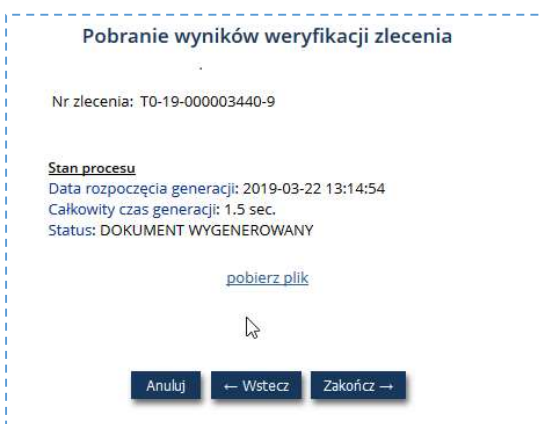 Pobranie wyników weryfikacji zlecenia
Nr zlecenia: T0-19-000003440-9
Stan procesu
Data rozpoczęcia generacji: 2019-03-22 13:14:54
Całkowity czas generacji: 1.5 sec.
Status: DOKUMENT WYGENEROWANY
pobierz plik
Anuluj ← Wstecz Zakończ →